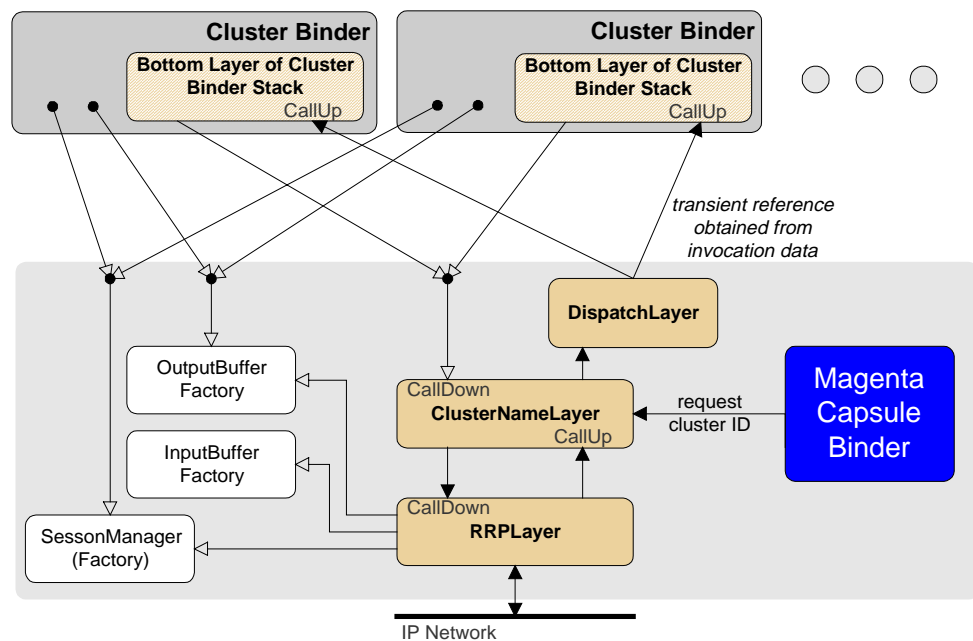 Cluster Binder
Bottom Layer of Cluster
Binder Stack
CallUp
Cluster Binder
Bottom Layer of Cluster
Binder Stack
CallUp
transient reference
obtained from
invocation data
DispatchLayer
OutputBuffer
Factory
CallDown
ClusterNameLayer
CallUp
request
cluster ID
Magenta
Capsule
Binder
InputBuffer
Factory
CallDown
RRPLayer
SessonManager
(Factory)
IP Network